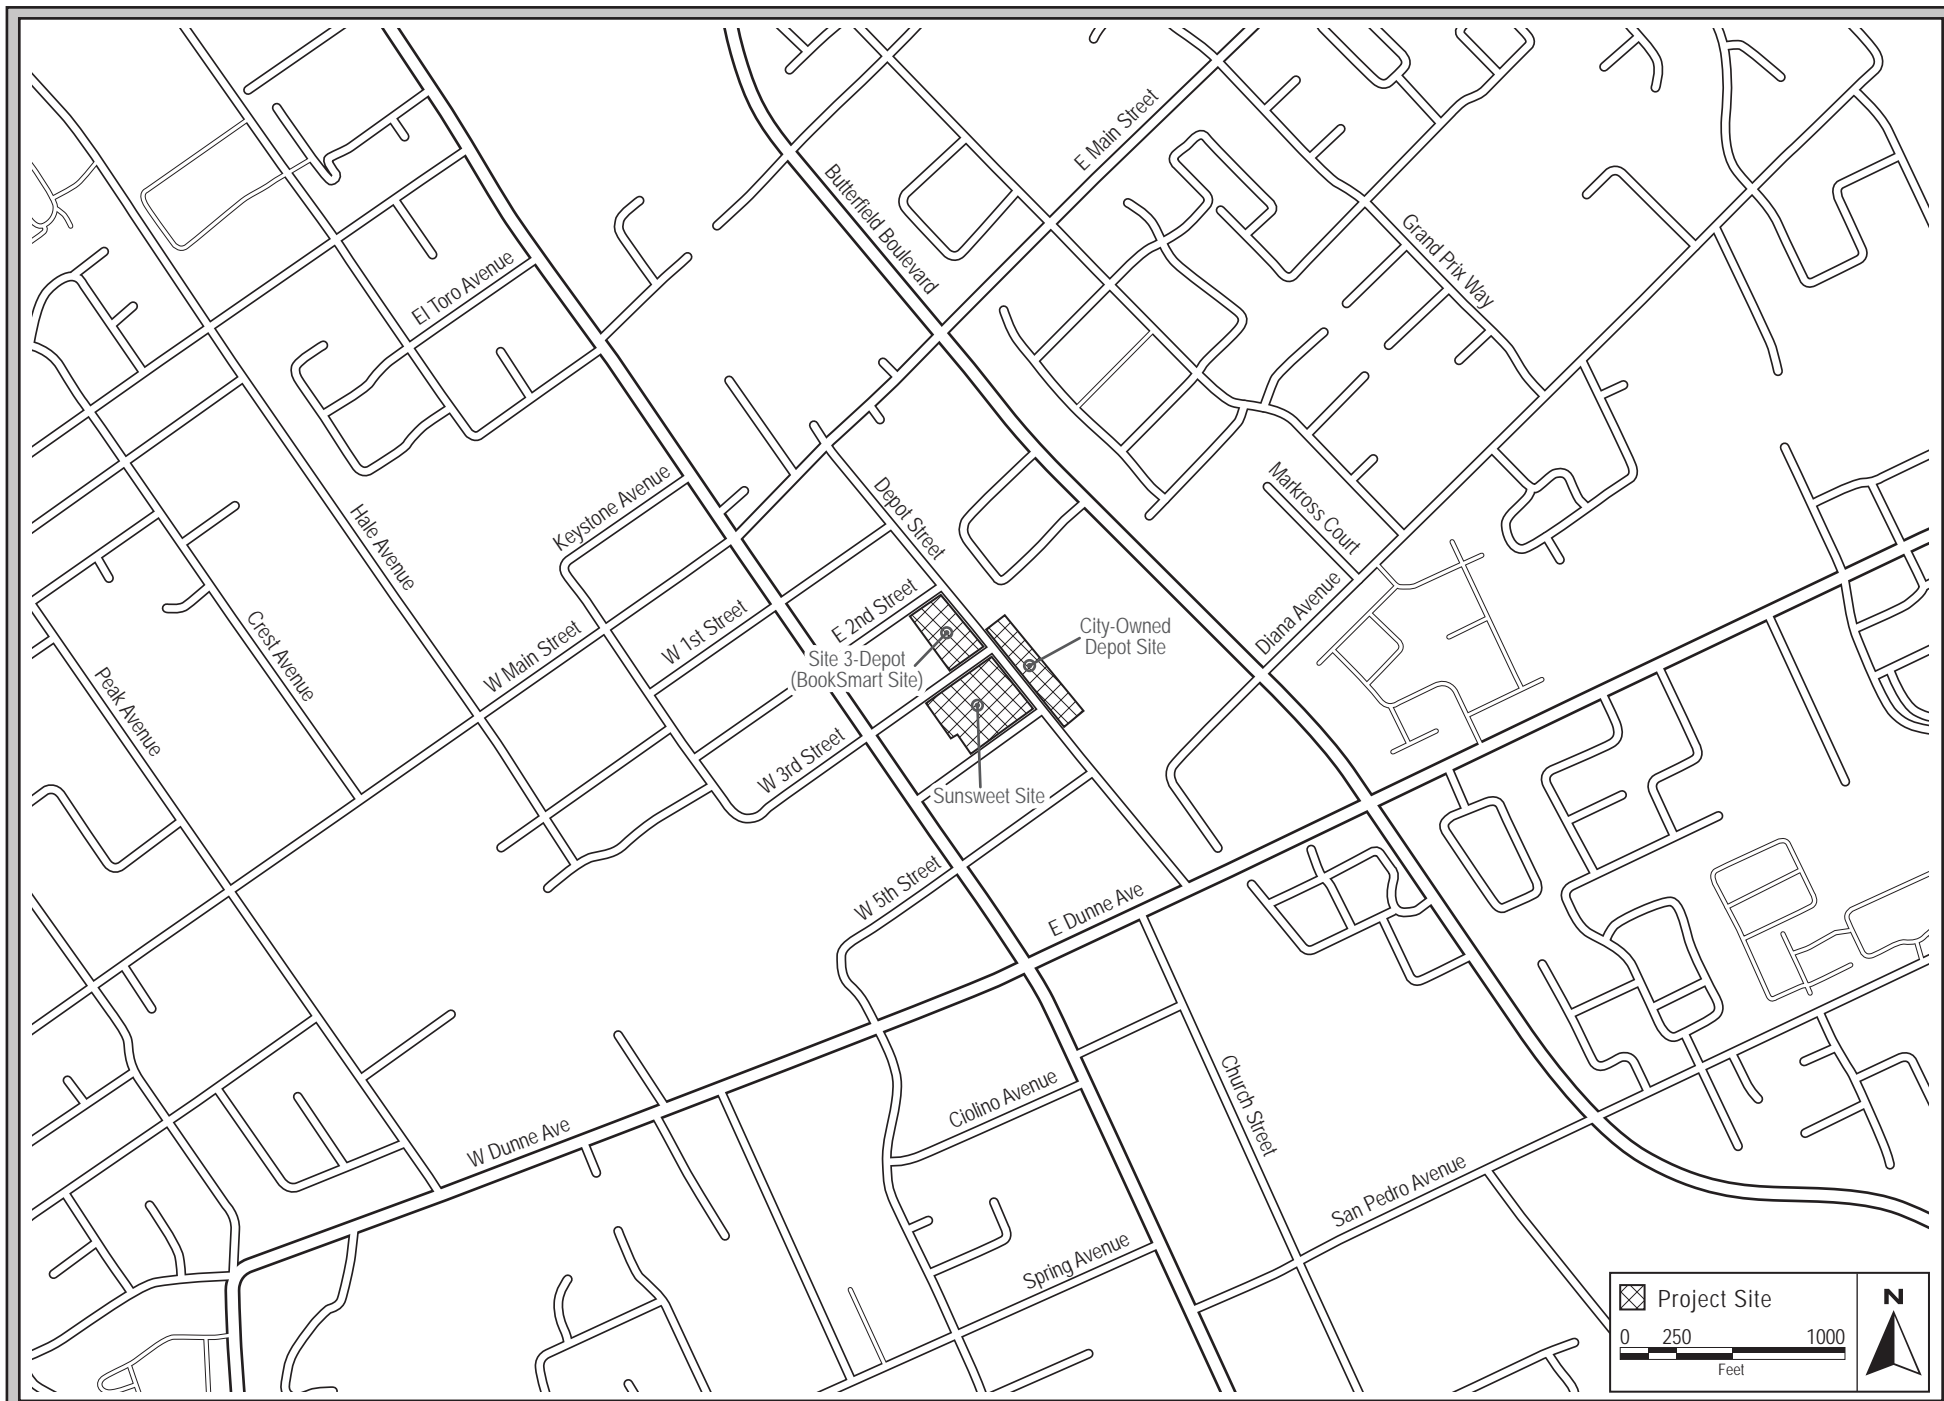 E Main Street
Butterfield Boulevard
Grand Prix Way
El Toro Avenue
Keystone Avenue
Depot Street
Markross Court
Hale Avenue
Diana Avenue
E 2nd Street
W 1st Street
W Main Street
Crest Avenue
Peak Avenue
City-Owned
Depot Site
Site 3-Depot
(BookSmart Site)
W 3rd Street
Sunsweet Site
W 5th Street
E Dunne Ave
Church Street
Ciolino Avenue
W Dunne Ave
San Pedro Avenue
Spring Avenue
Project Site
N
0 250 1000
Feet